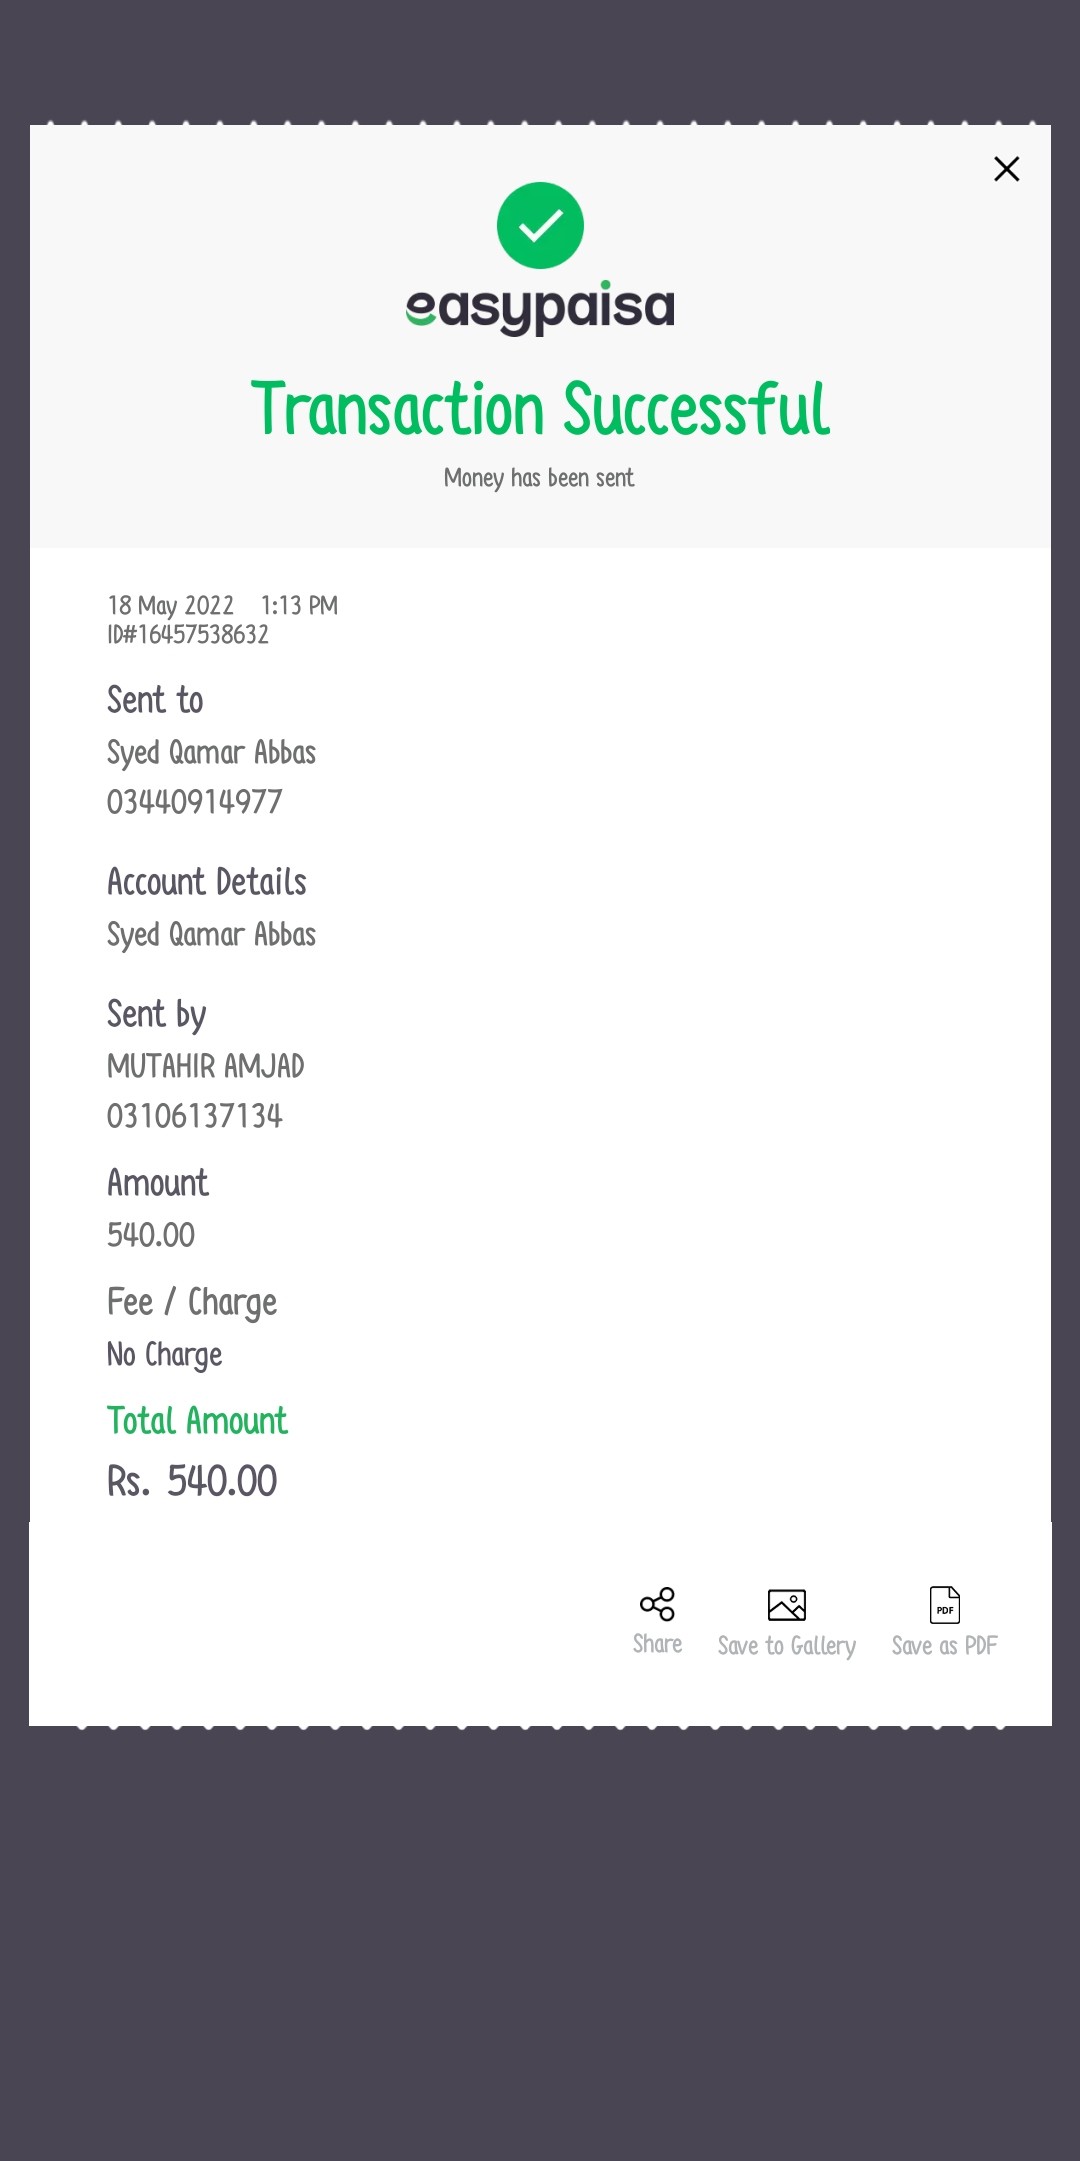 easypaisa
Transaction Successful
Money has been sent
18 May 2022 1:13 PM
ID#16457538632
Sent to
Syed Qamar Abbas
03440914977
Account Details
Syed Qamar Abbas
Sent by
MUTAHIR AMJAD
03106137134
Amount
540.00
Fee / Charge
No Charge
Total Amount
Rs. 540.00
PDF
Share Save to Gallery Save as PDF